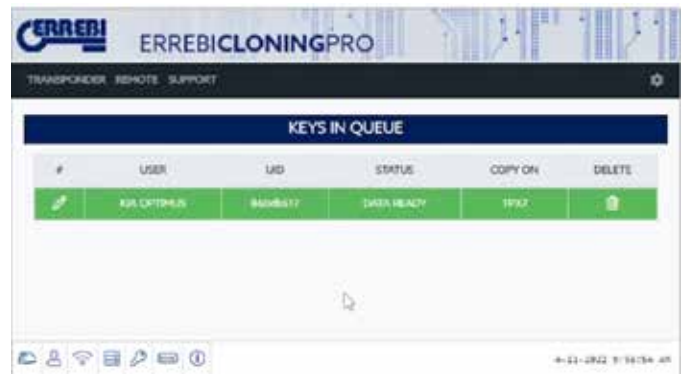 ERREBI
ERREBICLONINGPRO
TRANSPONDER REMOTE SUPPORT
KEYS IN QUEUE
# USER UID STATUS COPY ON DELETE
KIA OPTIMUS DATA READY